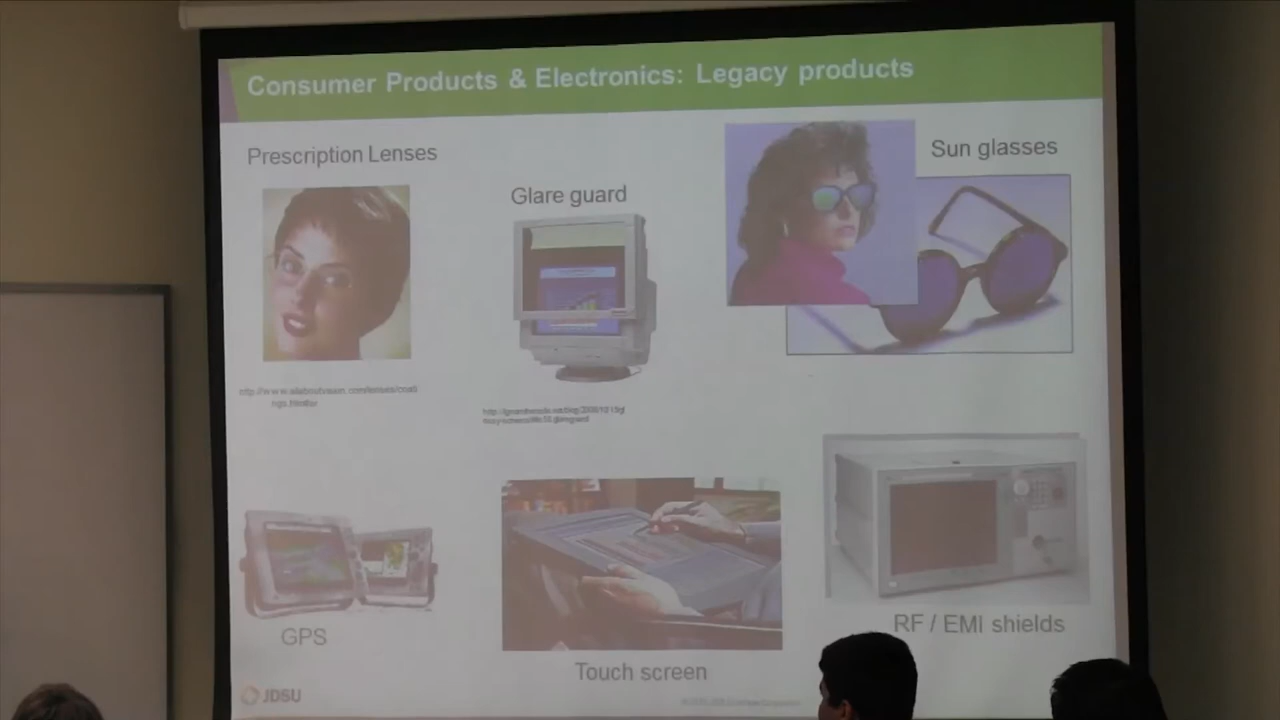 Consumer Products & Electronics: Legacy products
Prescription Lenses
Glare guard
Sun glasses
GPS
Touch screen
RF / EMI shields
JDSU